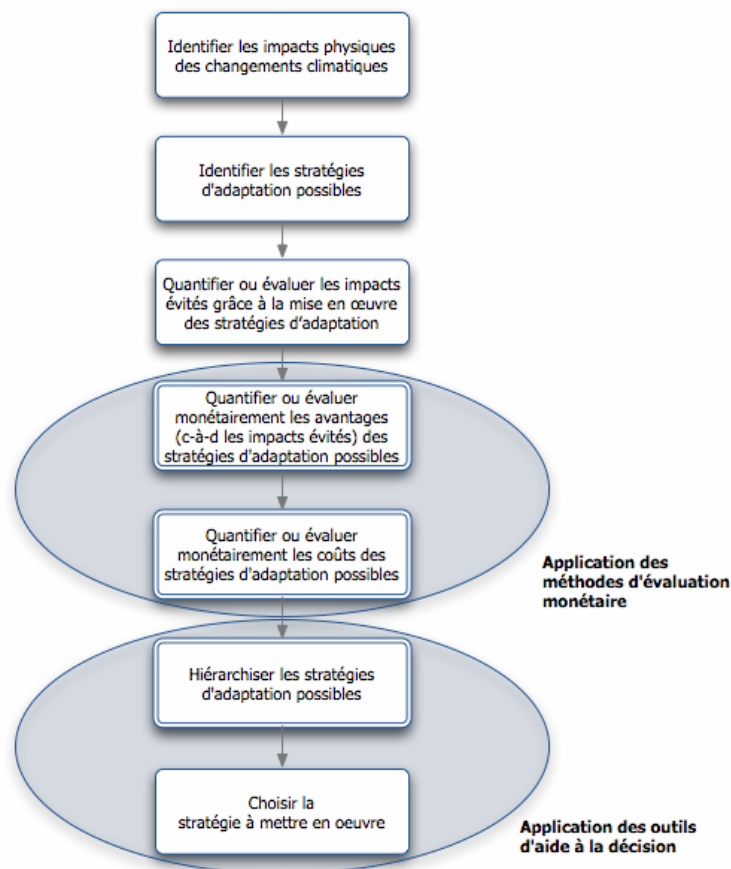 Identifier les impacts physiques
des changements climatiques
Identifier les stratégies
d'adaptation possibles
Quantifier ou évaluer les impacts
évités grâce à la mise en œuvre
des stratégies d'adaptation
Quantifier ou évaluer
monétairement les avantages
(c-à-d les impacts évités) des
stratégies d'adaptation possibles
Quantifier ou évaluer
monétairement les coûts des
stratégies d'adaptation possibles
Application des
méthodes d'évaluation
monétaire
Hiérarchiser les stratégies
d'adaptation possibles
Choisir la
stratégie à mettre en oeuvre
Application des outils
d'aide à la décision